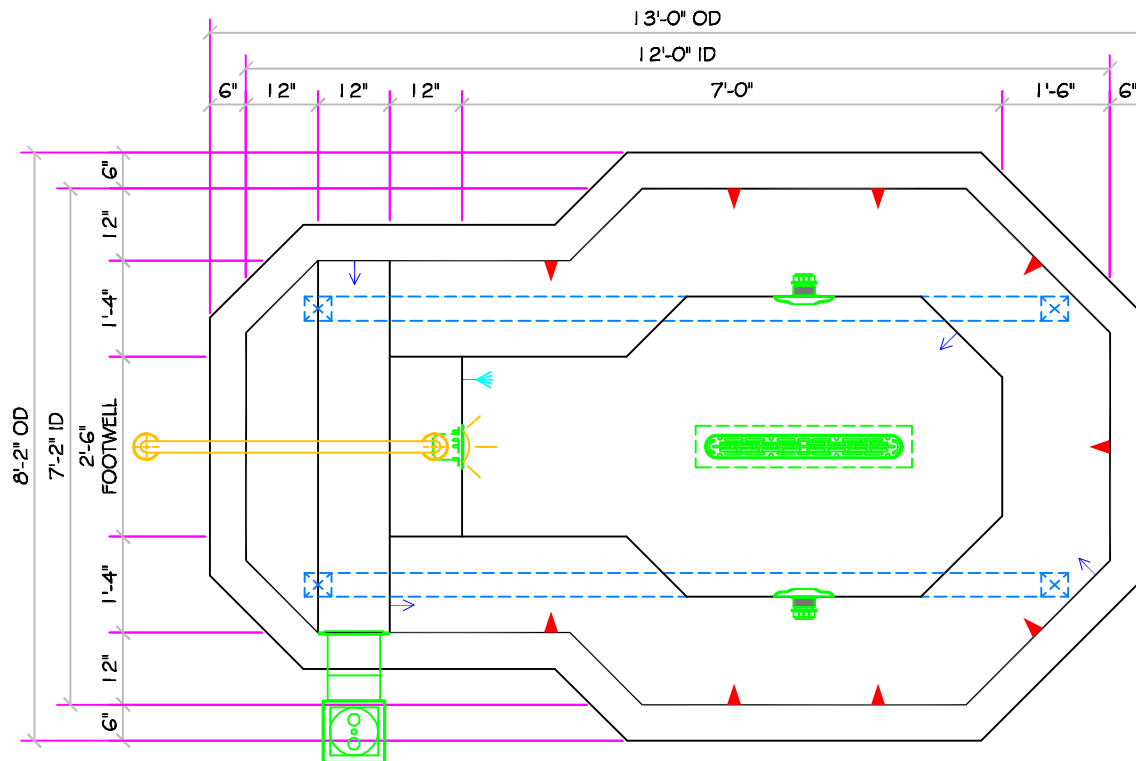 13'-0" OD
12'-0" ID
6" 12" 12" 12" 7'-0" 1'-6" 6"
6"
12"
1'-4"
2'-6"
FOOTWELL
1'-4"
12"
6"
7'-2" ID
8'-2" OD